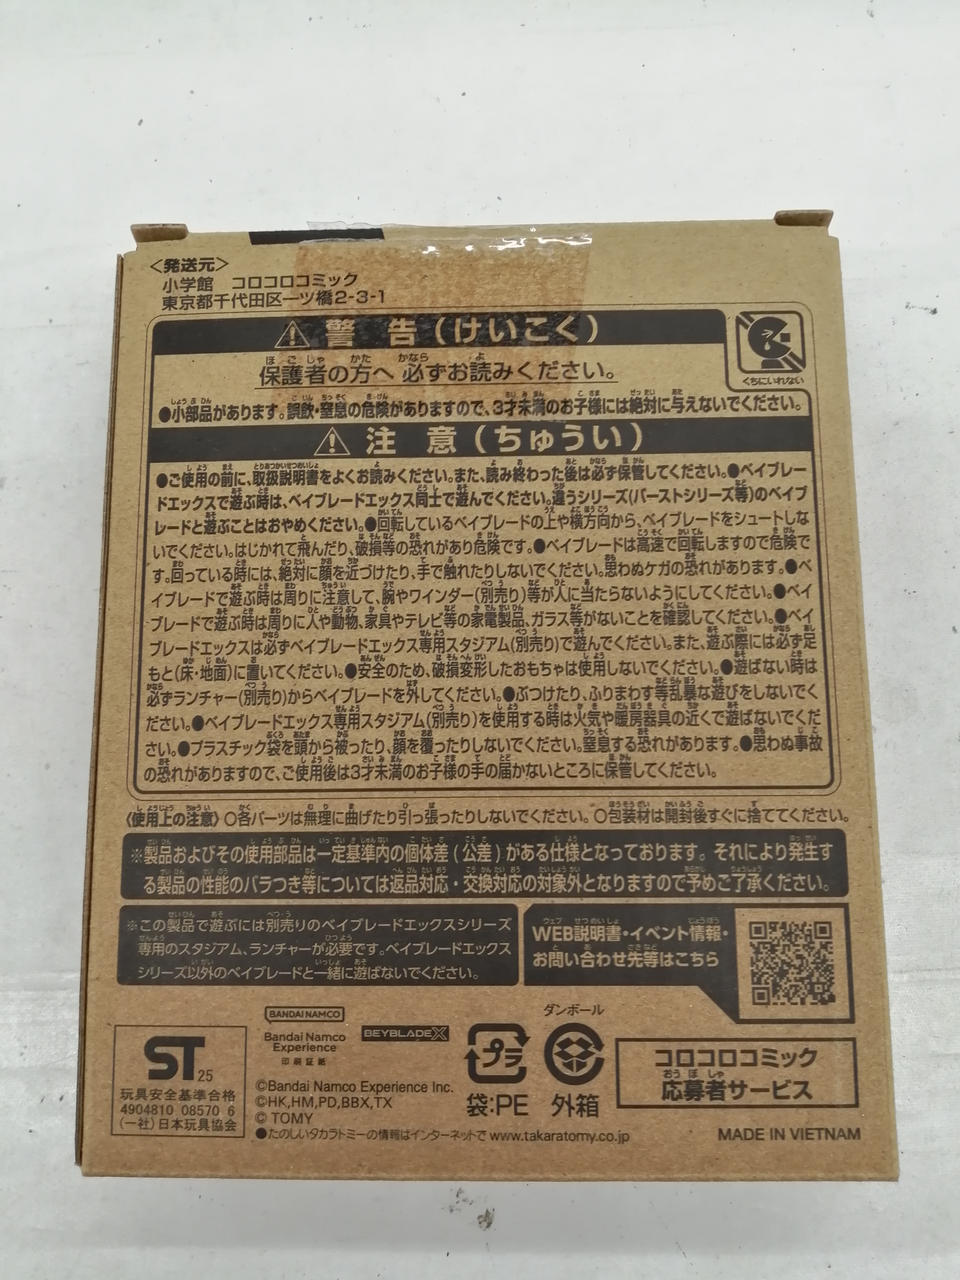 <発送元>
小学館 コロコロコミック
東京都千代田区一ツ橋2-3-1
⚠警 告(けいこく)
くちにいれない
保護者の方へ 必ずお読みください。
●小部品があります。誤飲・窒息の危険がありますので、3才未満のお子様には絶対に与えないでください。
⚠注 意(ちゅうい)
●ご使用の前に、取扱説明書をよくお読みください。また、読み終わった後は必ず保管してください。●ベイブレー
ドエックスで遊ぶ時は、ベイブレードエックス同士で遊んでください。違うシリーズ(バーストシリーズ等)のベイブ
レードと遊ぶことはおやめください。●回転しているベイブレードの上や横方向から、ベイブレードをシュートしな
いでください。はじかれて飛んだり、破損等の恐れがあり危険です。●ベイブレードは高速で回転しますので危険で
す。回っている時には、絶対に顔を近づけたり、手で触れたりしないでください。思わぬケガの恐れがあります。●ベ
イブレードで遊ぶ時は周りに注意して、腕やワインダー(別売り)等が人に当たらないようにしてください。●ベイ
ブレードで遊ぶ時は周りに人や動物、家具やテレビ等の家電製品、ガラス等がないことを確認してください。●ベイ
ブレードエックスは必ずベイブレードエックス専用スタジアム(別売り)で遊んでください。また、遊ぶ際には必ず足
もと(床・地面)に置いてください。●安全のため、破損変形したおもちゃは使用しないでください。●遊ばない時は
必ずランチャー(別売り)からベイブレードを外してください。●ぶつけたり、ふりまわす等乱暴な遊びをしないでく
ださい。●ベイブレードエックス専用スタジアム(別売り)を使用する時は火気や暖房器具の近くで遊ばないでくだ
さい。●プラスチック袋を頭から被ったり、顔を覆ったりしないでください。窒息する恐れがあります。●思わぬ事故
の恐れがありますので、ご使用後は3才未満のお子様の手の届かないところに保管してください。
〈使用上の注意〉 ○各パーツは無理に曲げたり引っ張ったりしないでください。○包装材は開封後すぐに捨ててください。
※製品およびその使用部品は一定基準内の個体差(公差)がある仕様となっております。それにより発生す
る製品の性能のバラつき等については返品対応・交換対応の対象外となりますので予めご了承ください。
※この製品で遊ぶには別売りのベイブレードエックスシリーズ
専用のスタジアム、ランチャーが必要です。ベイブレードエックス
シリーズ以外のベイブレードと一緒に遊ばないでください。
WEB説明書・イベント情報・
お問い合わせ先等はこちら
ST 25
玩具安全基準合格
4904810 08570 6
(一社)日本玩具協会
BANDAI NAMCO
Bandai Namco
Experience
印刷証紙
BEYBLADE X
©Bandai Namco Experience Inc.
©HK,HM,PD,BBX,TX
© TOMY
●たのしいタカラトミーの情報はインターネットで www.takaratomy.co.jp
プラ
袋:PE
ダンボール
外箱
コロコロコミック
応募者サービス
MADE IN VIETNAM